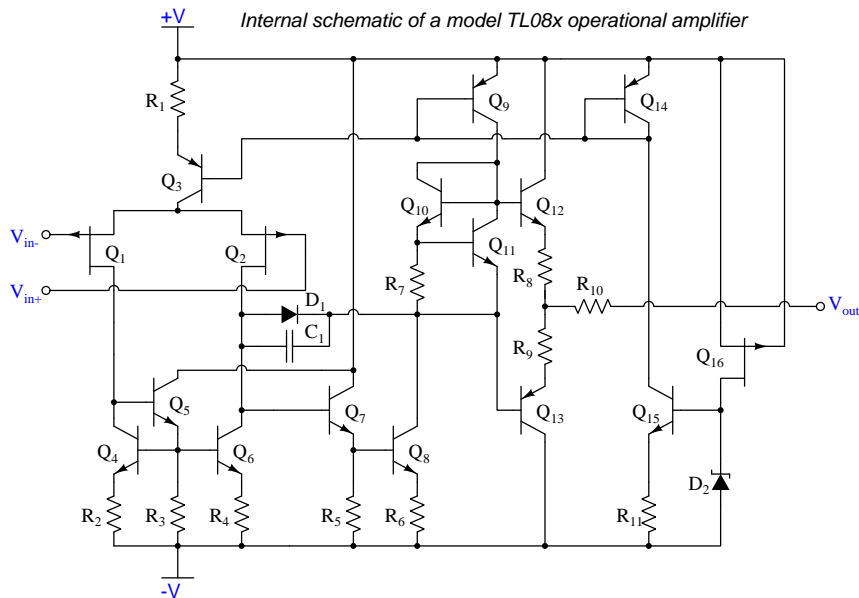 +V
Internal schematic of a model TL08x operational amplifier
R1
Q9
Q14
Q3
Q10
Q12
Vin-
Q1
Q2
Q11
R8
R10
Vin+
D1
R7
Vout
C1
R9
Q16
Q5
Q7
Q13
Q15
Q4
Q6
Q8
D2
R2
R3
R4
R5
R6
R11
-V